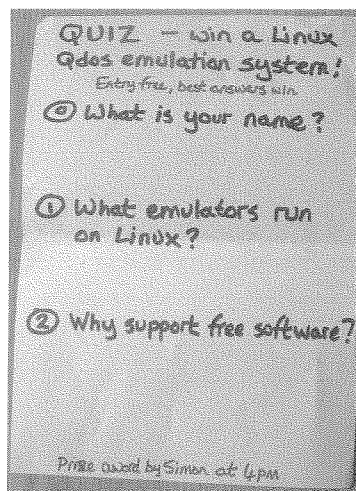 QUIZ - win a Linux
Qdos emulation system!
Entry free, best answers win
⓪ What is your name?
① What emulators run
on Linux?
② Why support free software?
Prize award by Simon at 4pm